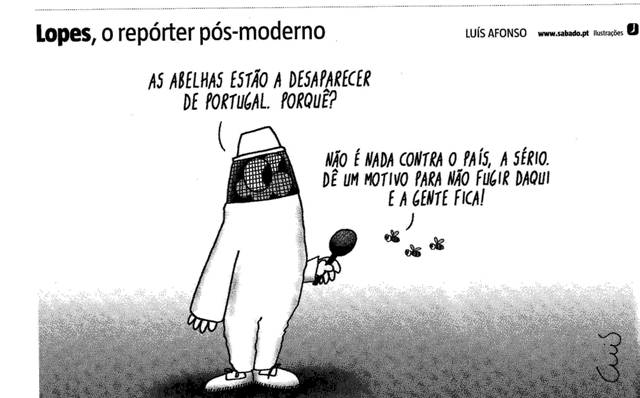 Lopes, o repórter pós-moderno
LUÍS AFONSO www.sabado.pt Ilustrações J
AS ABELHAS ESTÃO A DESAPARECER
DE PORTUGAL. PORQUÊ?
NÃO É NADA CONTRA O PAÍS, A SÉRIO.
DÊ UM MOTIVO PARA NÃO FUGIR DAQUI
E A GENTE FICA!
Luís